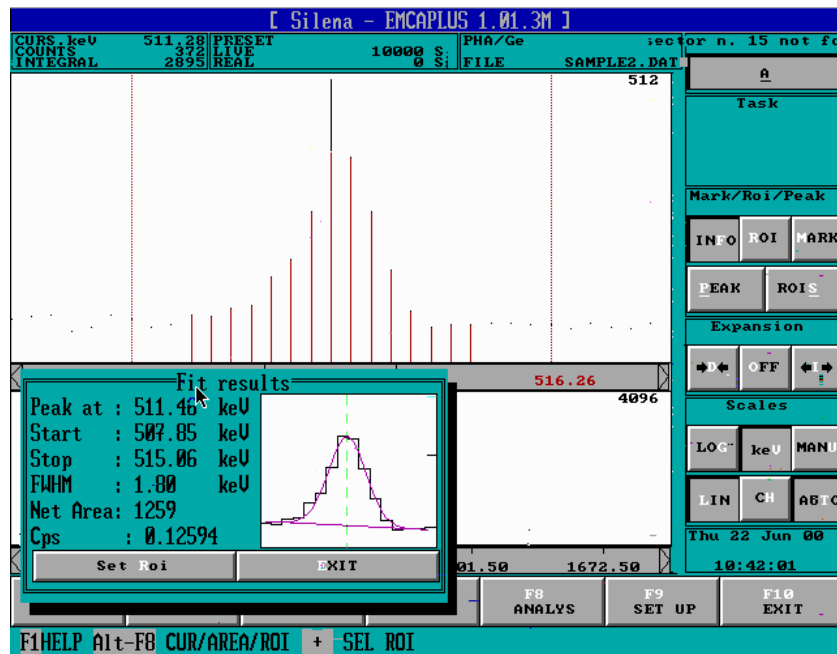 [ Silena - EMCAPLUS 1.01.3M ]
CURS.keV 511.28
COUNTS 372
INTEGRAL 2895
PRESET
LIVE 10000 S.
REAL 0 S.
PHA/Ge sector n. 15 not fo
FILE SAMPLE2.DAT
512
A
Task
Mark/Roi/Peak
INFO ROI MARK
PEAK ROIS
Expansion
D OFF I
516.26
4096
Scales
LOG keV MANU
LIN CH
Fit results
Peak at : 511.46 keV
Start : 507.85 keV
Stop : 515.06 keV
FWHM : 1.80 keV
Net Area: 1259
Cps : 0.12594
Set Roi EXIT
01.50 1672.50
Thu 22 Jun 00
10:42:01
F8 ANALYS
F9 SET UP
F10 EXIT
F1HELP Alt-F8 CUR/AREA/ROI + SEL ROI